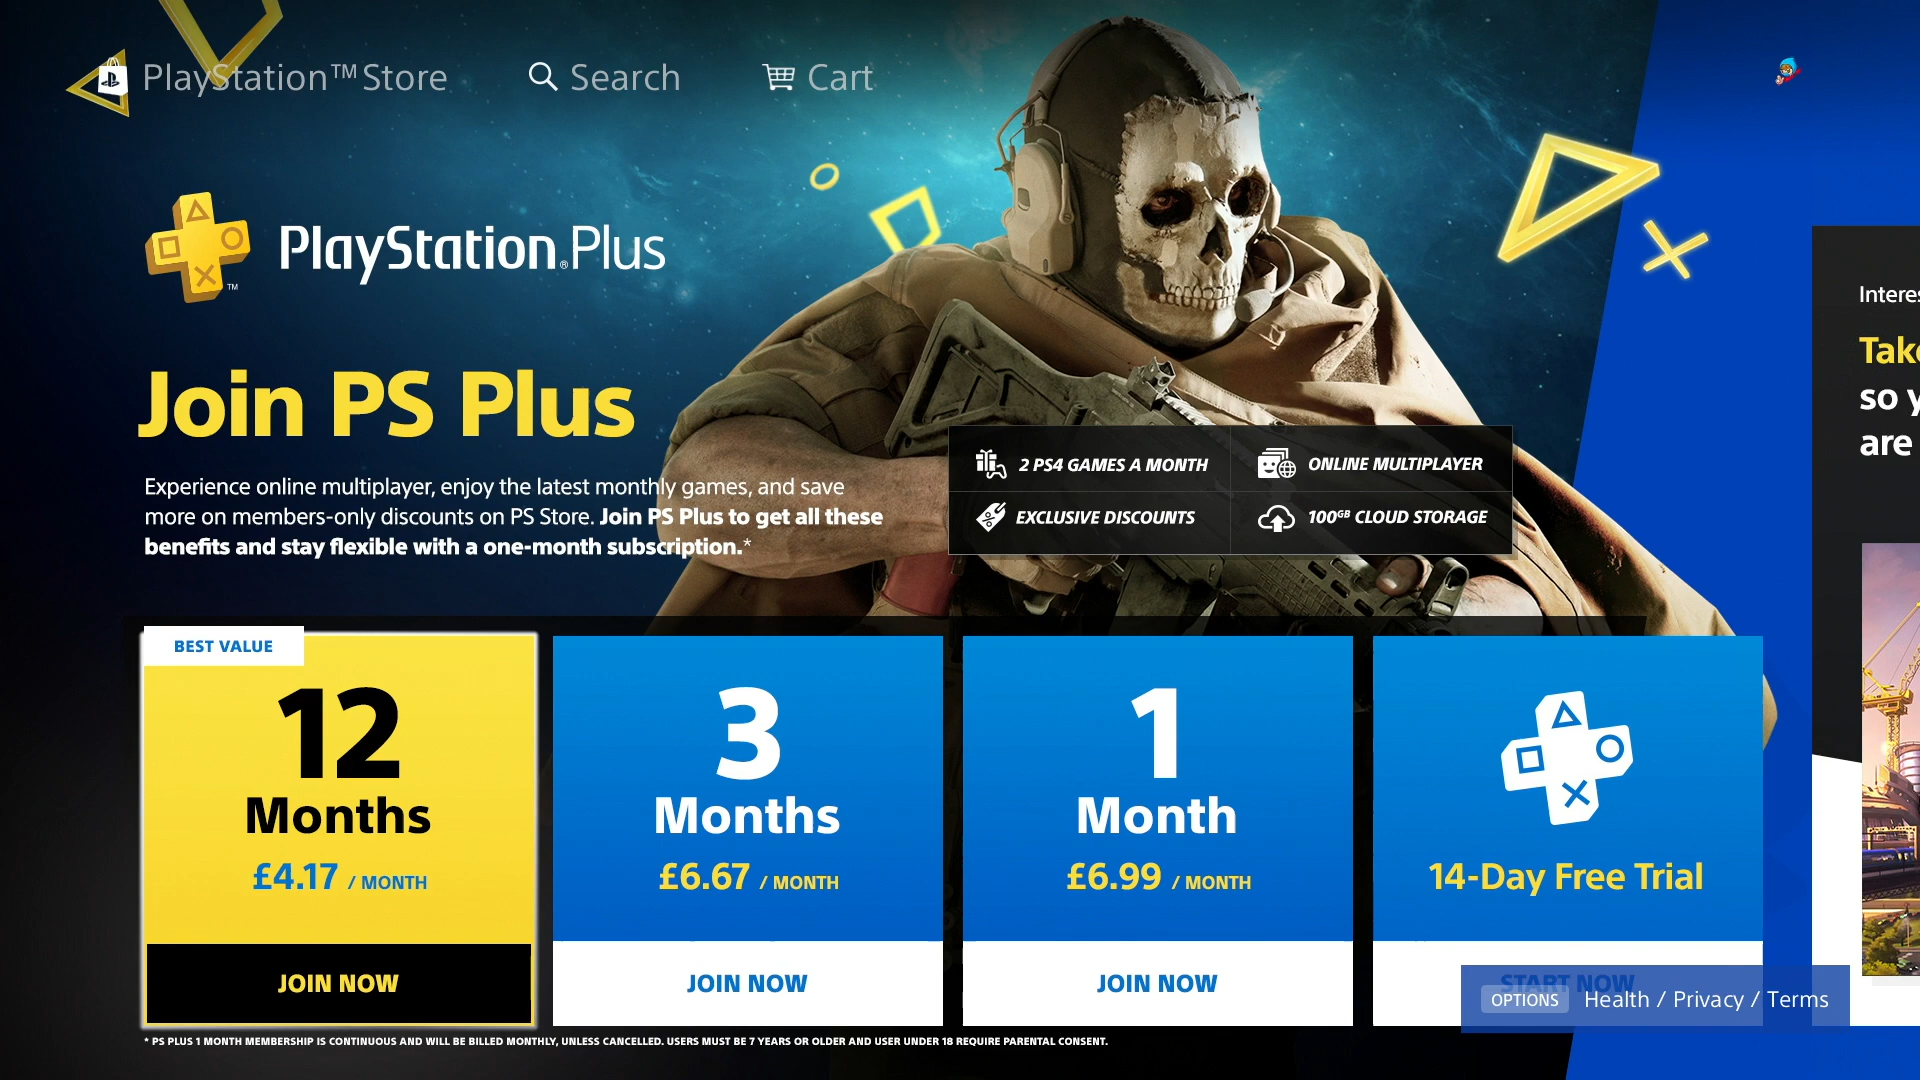 PlayStation™Store
Search
Cart
PlayStation®Plus
TM
Join PS Plus
Experience online multiplayer, enjoy the latest monthly games, and save
more on members-only discounts on PS Store. Join PS Plus to get all these
benefits and stay flexible with a one-month subscription.*
2 PS4 GAMES A MONTH
ONLINE MULTIPLAYER
EXCLUSIVE DISCOUNTS
100GB CLOUD STORAGE
Take
so y
are
BEST VALUE
12
Months
£4.17 / MONTH
JOIN NOW
3
Months
£6.67 / MONTH
JOIN NOW
1
Month
£6.99 / MONTH
JOIN NOW
14-Day Free Trial
START NOW
OPTIONS Health / Privacy / Terms
* PS PLUS 1 MONTH MEMBERSHIP IS CONTINUOUS AND WILL BE BILLED MONTHLY, UNLESS CANCELLED. USERS MUST BE 7 YEARS OR OLDER AND USER UNDER 18 REQUIRE PARENTAL CONSENT.